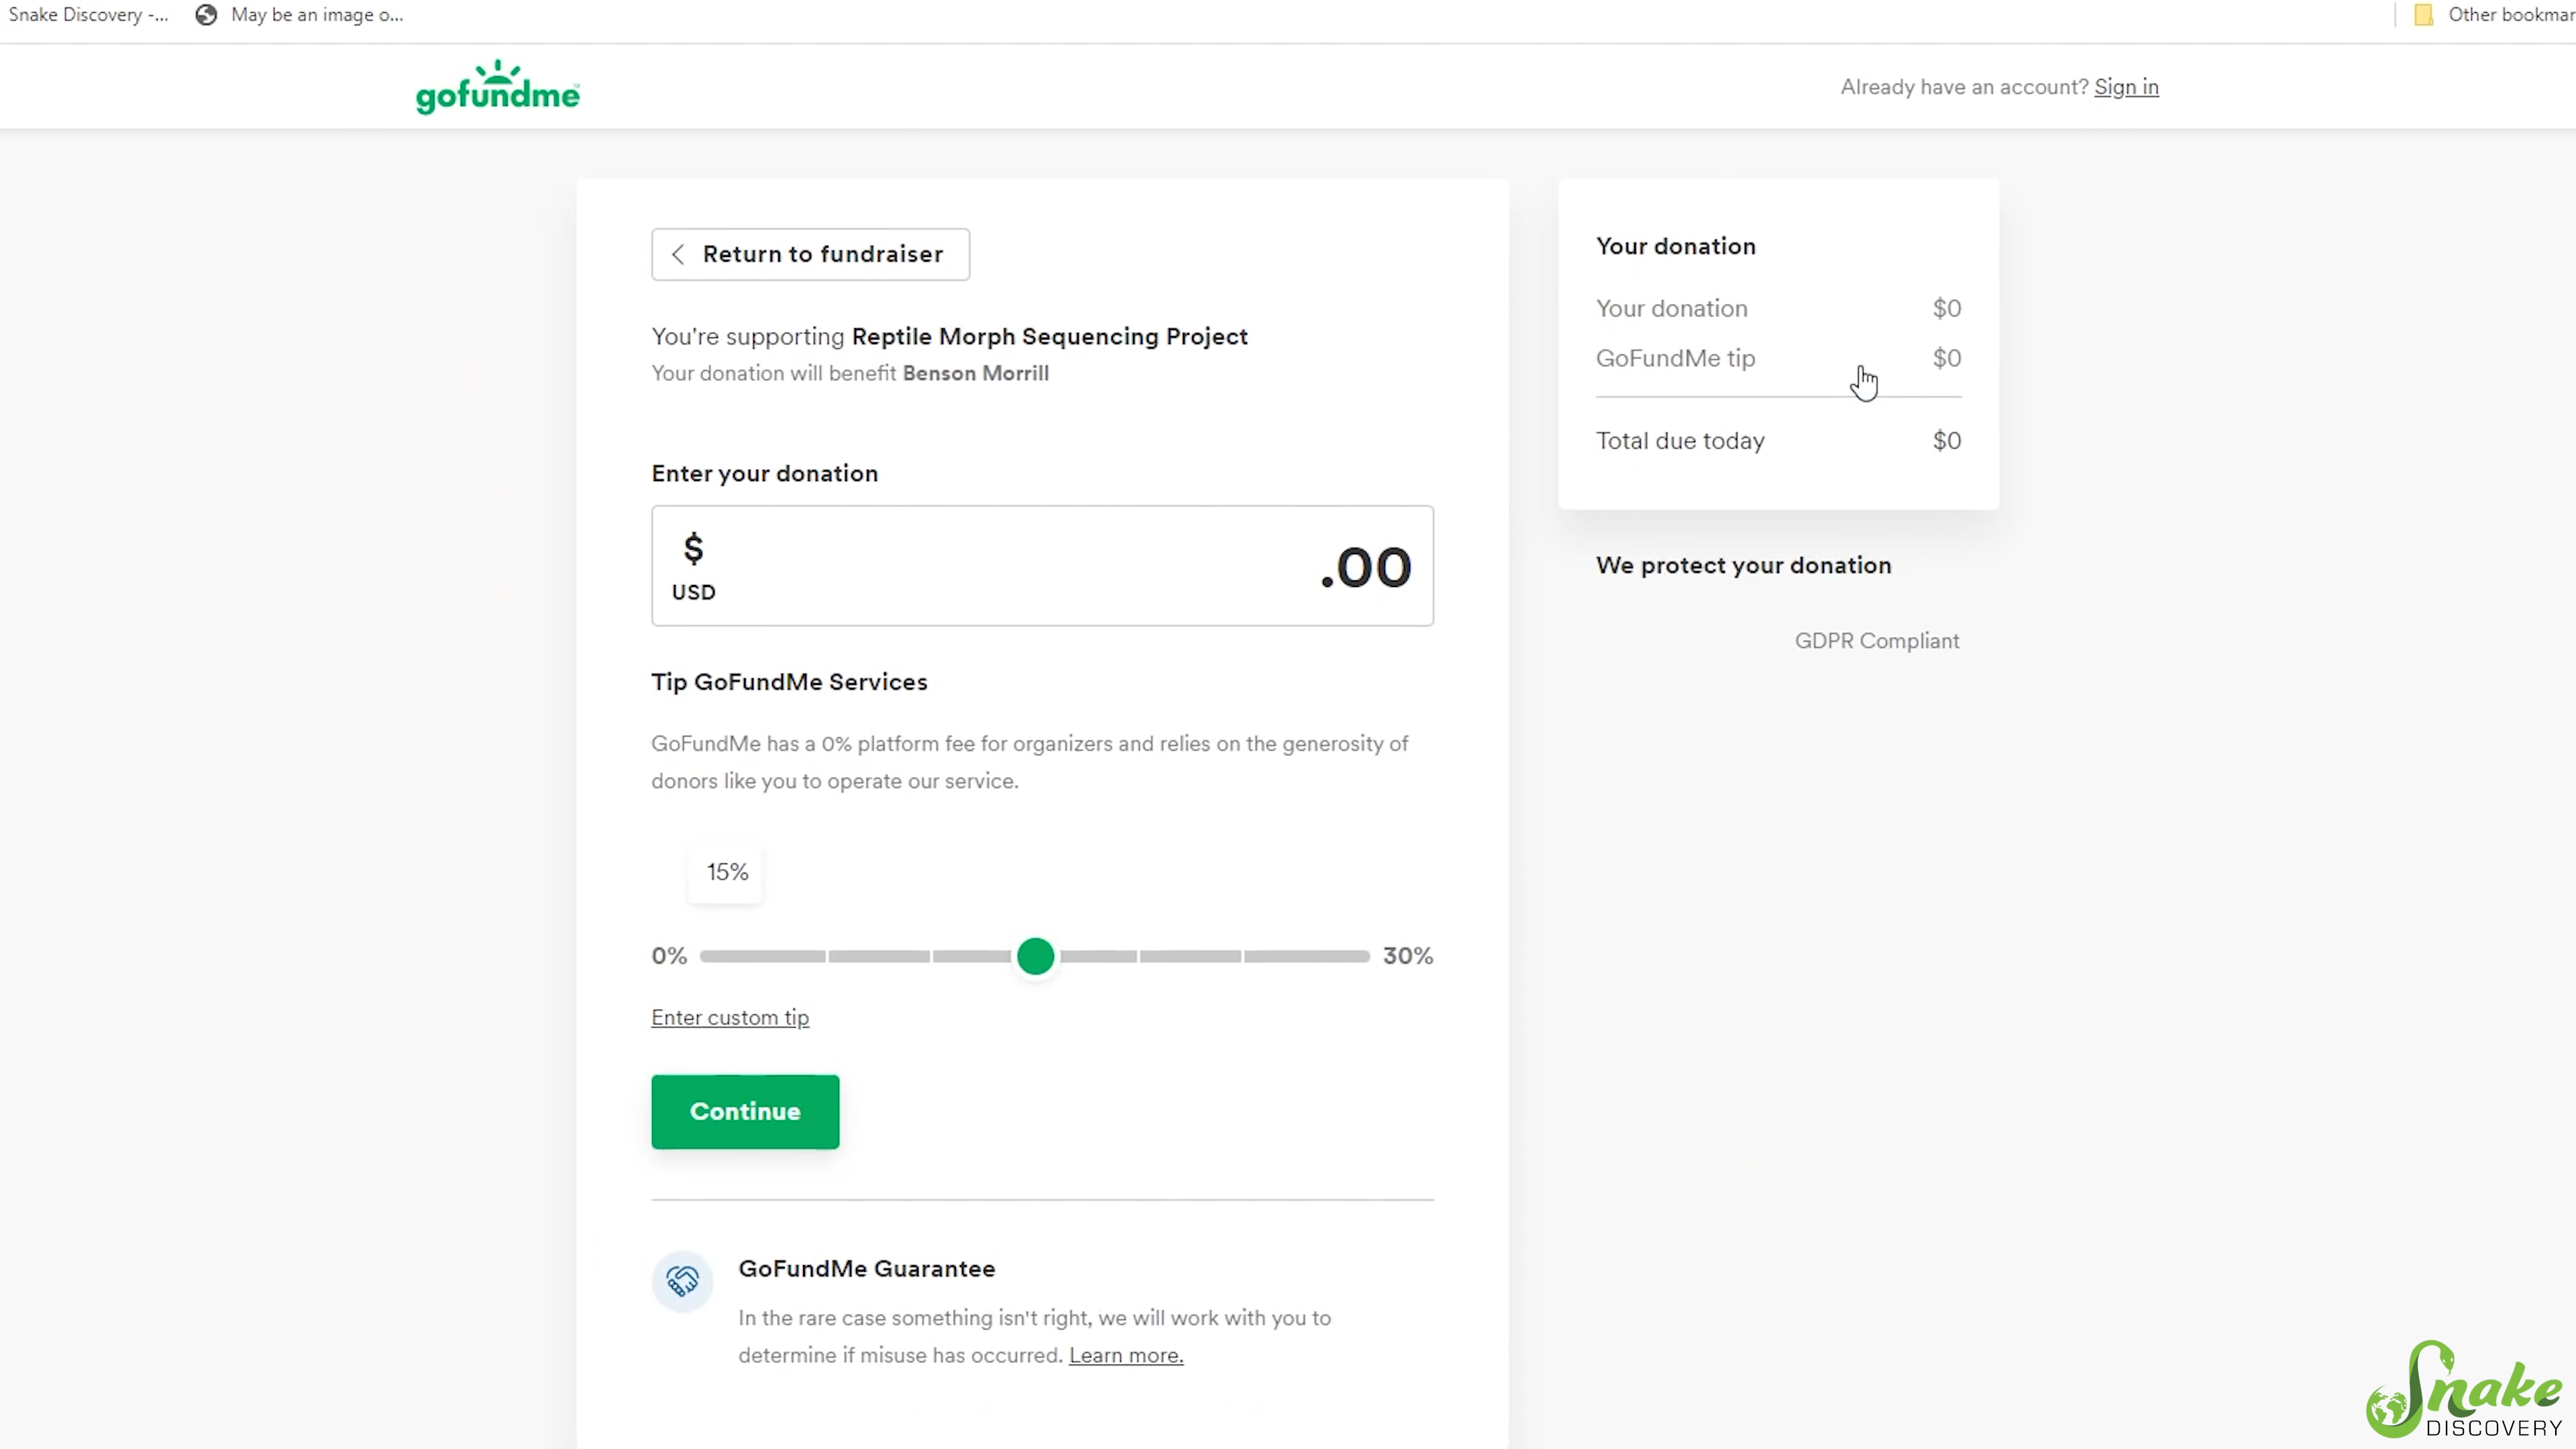 Snake Discovery -...
May be an image o...
Other bookmar
gofundme
Already have an account? Sign in
Return to fundraiser
You're supporting Reptile Morph Sequencing Project
Your donation will benefit Benson Morrill
Enter your donation
$
USD
.00
Tip GoFundMe Services
GoFundMe has a 0% platform fee for organizers and relies on the generosity of
donors like you to operate our service.
15%
0%
30%
Enter custom tip
Continue
GoFundMe Guarantee
In the rare case something isn't right, we will work with you to
determine if misuse has occurred. Learn more.
Your donation
Your donation $0
GoFundMe tip $0
Total due today $0
We protect your donation
GDPR Compliant
Snake
DISCOVERY